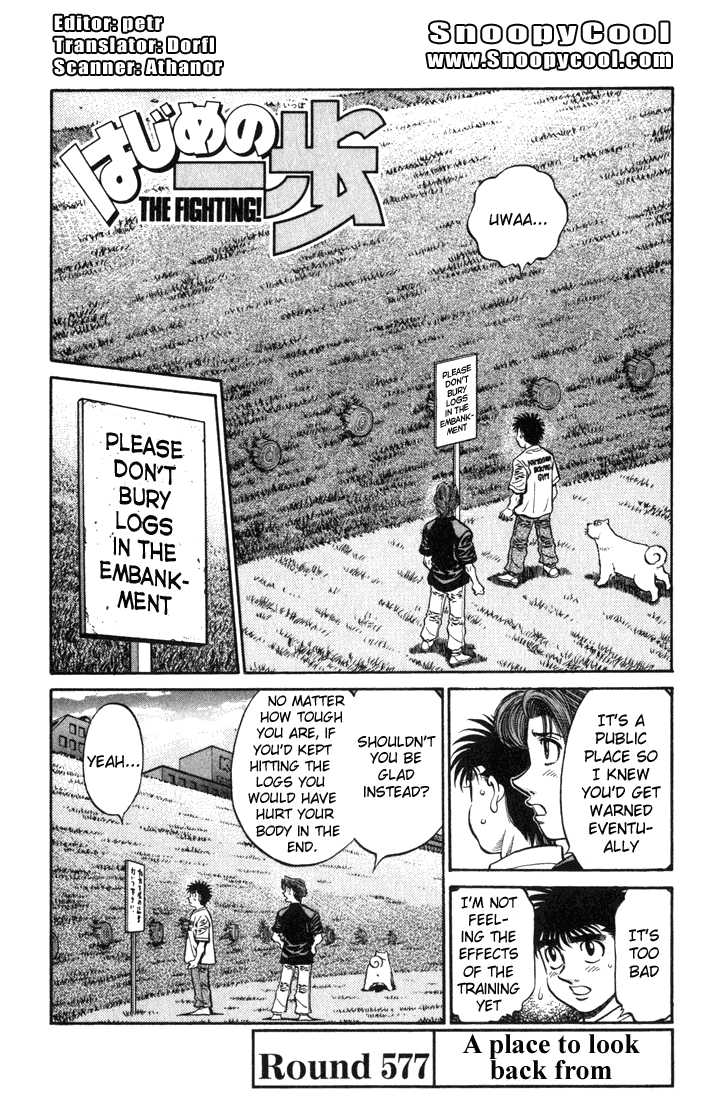 Editor: petr
Translator: Dorfl
Scanner: Athanor
SnoopyCool
www.Snoopycool.com
はじめの一歩
いっぽ
THE FIGHTING!
UWAA...
PLEASE
DON'T
BURY
LOGS
IN THE
EMBANKMENT
PLEASE
DON'T
BURY
LOGS
IN THE
EMBANK-
MENT
IT'S A
PUBLIC
PLACE SO
I KNEW
YOU'D GET
WARNED
EVENTU-
ALLY
SHOULDN'T
YOU BE
GLAD
INSTEAD?
NO MATTER
HOW TOUGH
YOU ARE, IF
YOU'D KEPT
HITTING THE
LOGS YOU
WOULD HAVE
HURT YOUR
BODY IN THE
END.
YEAH...
IT'S
TOO
BAD
I'M NOT
FEEL-
ING THE
EFFECTS
OF THE
TRAINING
YET
Round 577
A place to look
back from